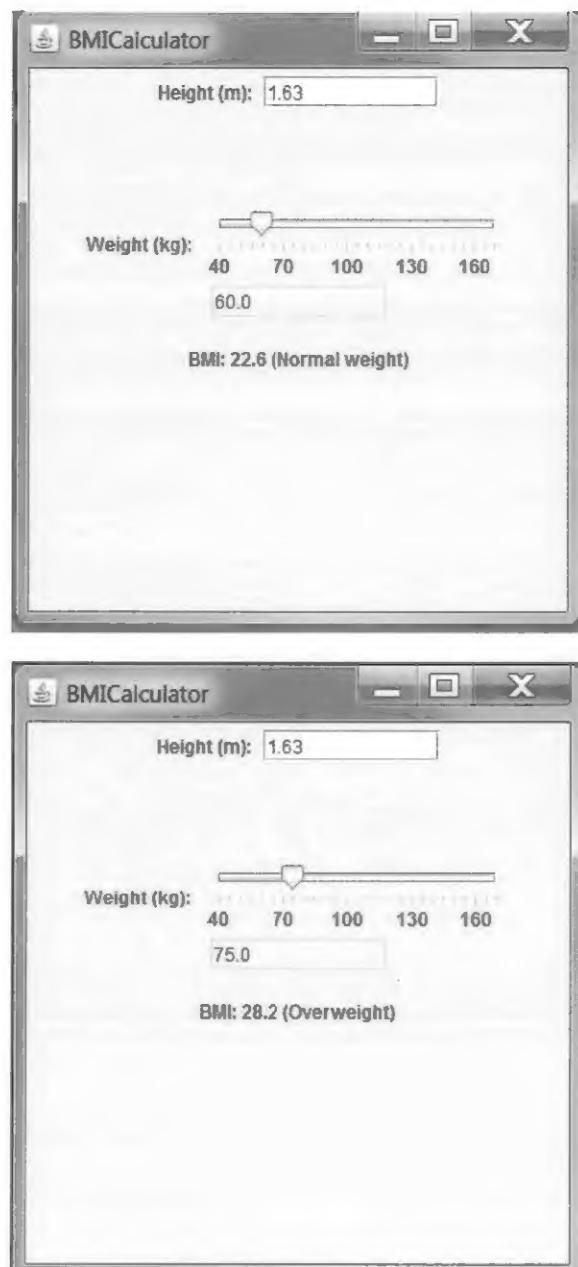 BMICalculator
Height (m): 1.63
Weight (kg):
40 70 100 130 160
60.0
BMI: 22.6 (Normal weight)
BMICalculator
Height (m): 1.63
Weight (kg):
40 70 100 130 160
75.0
BMI: 28.2 (Overweight)